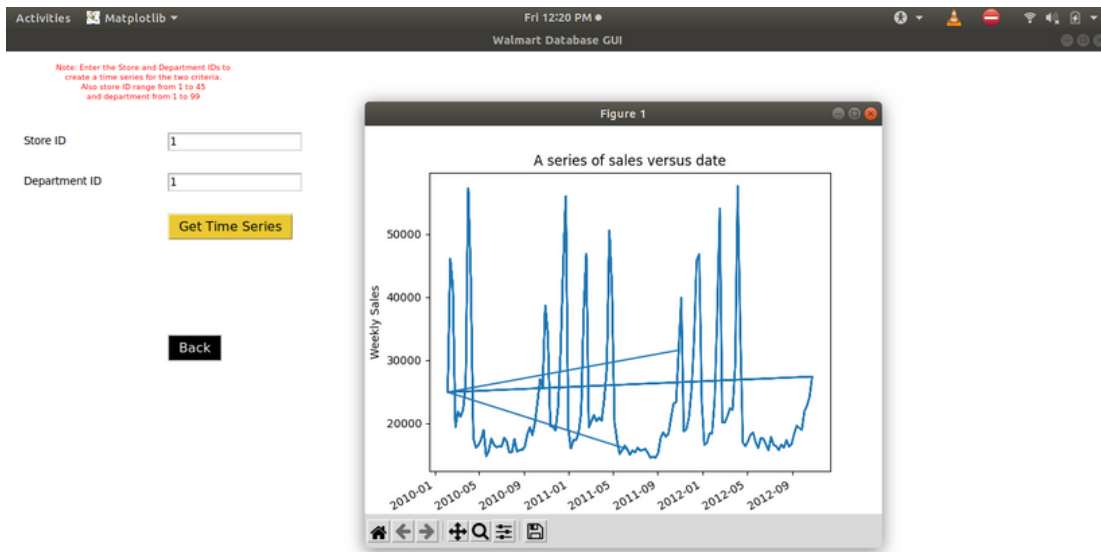 Activities Matplotlib Fri 12:20 PM
Walmart Database GUI
Note: Enter the Store and Department IDs to
create a time series for the two criteria.
Also store ID range from 1 to 45
and department from 1 to 99
Store ID 1
Department ID 1
Get Time Series
Back
Figure 1
A series of sales versus date
Weekly Sales
50000
40000
30000
20000
2010-01 2010-05 2010-09 2011-01 2011-05 2011-09 2012-01 2012-05 2012-09